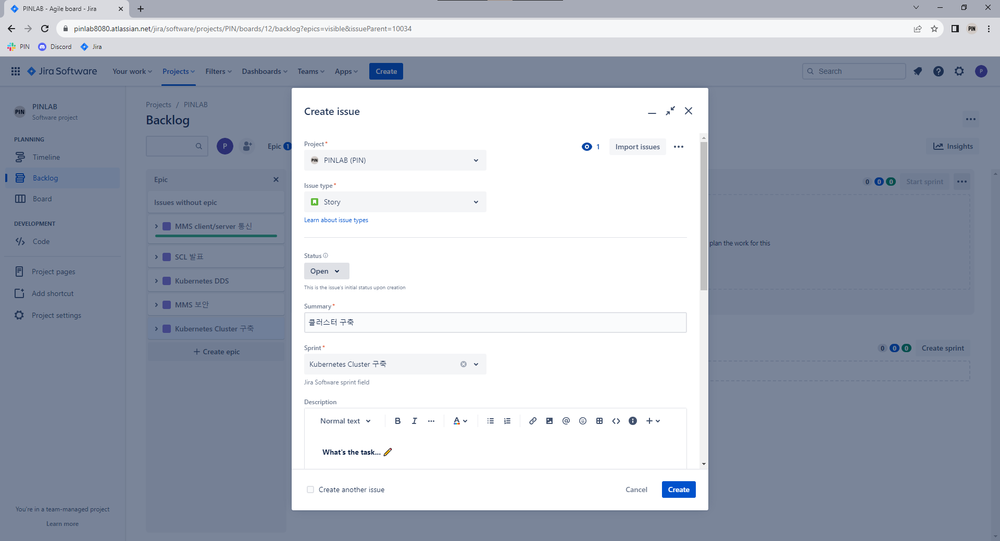 PINLAB - Agile board - Jira
pinlab8080.atlassian.net/jira/software/projects/PIN/boards/12/backlog?epics=visible&issueParent=10034
PIN
PIN
Discord
Jira
Jira Software
Your work
Projects
Filters
Dashboards
Teams
Apps
Create
Search
P
PIN
PINLAB
Software project
PLANNING
Timeline
Backlog
Board
DEVELOPMENT
Code
Project pages
Add shortcut
Project settings
You're in a team-managed project
Learn more
Projects / PINLAB
Backlog
P
Epic 1
Insights
Epic
Issues without epic
MMS client/server 통신
SCL 발표
Kubernetes DDS
MMS 보안
Kubernetes Cluster 구축
+ Create epic
0 0 0 Start sprint
plan the work for this
0 0 0 Create sprint
Create issue
Project*
PIN PINLAB (PIN)
1
Import issues
Issue type*
Story
Learn about issue types
Status
Open
This is the issue's initial status upon creation
Summary*
클러스터 구축
Sprint*
Kubernetes Cluster 구축
Jira Software sprint field
Description
Normal text
B I A @
What's the task...
Create another issue
Cancel
Create